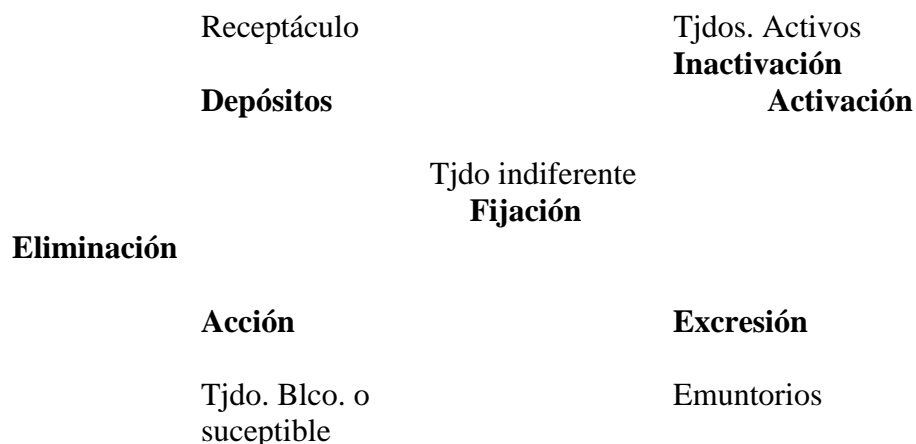 Receptáculo Tjdos. Activos
Inactivación
Depósitos Activación
Tjdo indiferente
Fijación
Eliminación
Acción Excresión
Tjdo. Blco. o Emuntorios
suceptible